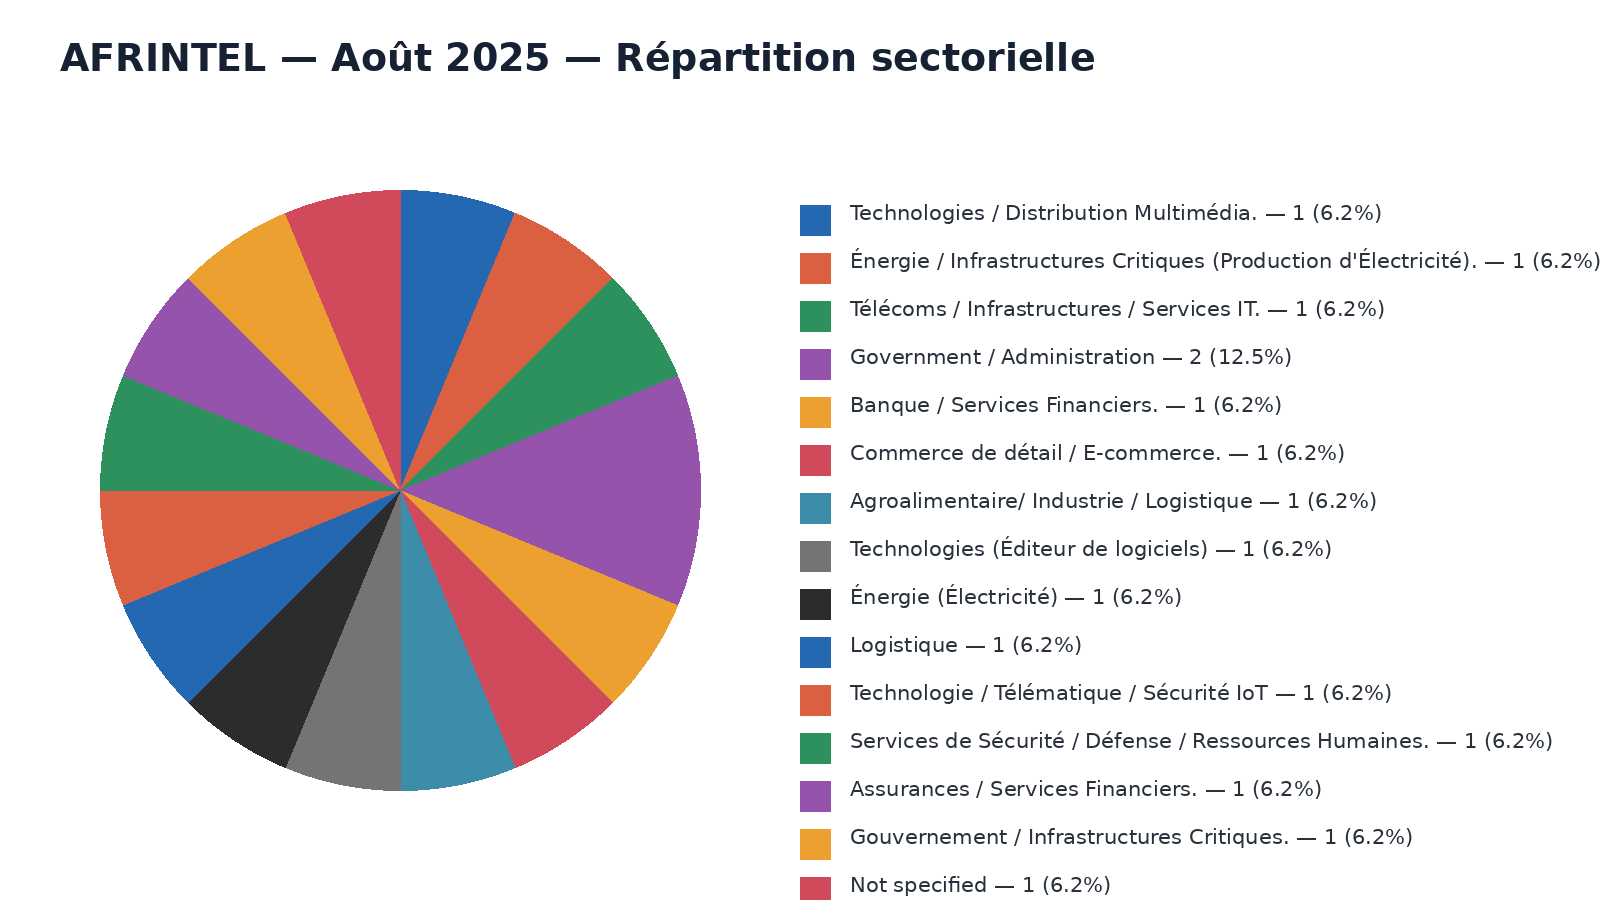 AFRINTEL — Août 2025 — Répartition sectorielle
Technologies / Distribution Multimédia. — 1 (6.2%)
Énergie / Infrastructures Critiques (Production d'Électricité). — 1 (6.2%)
Télécoms / Infrastructures / Services IT. — 1 (6.2%)
Government / Administration — 2 (12.5%)
Banque / Services Financiers. — 1 (6.2%)
Commerce de détail / E-commerce. — 1 (6.2%)
Agroalimentaire/ Industrie / Logistique — 1 (6.2%)
Technologies (Éditeur de logiciels) — 1 (6.2%)
Énergie (Électricité) — 1 (6.2%)
Logistique — 1 (6.2%)
Technologie / Télématique / Sécurité IoT — 1 (6.2%)
Services de Sécurité / Défense / Ressources Humaines. — 1 (6.2%)
Assurances / Services Financiers. — 1 (6.2%)
Gouvernement / Infrastructures Critiques. — 1 (6.2%)
Not specified — 1 (6.2%)